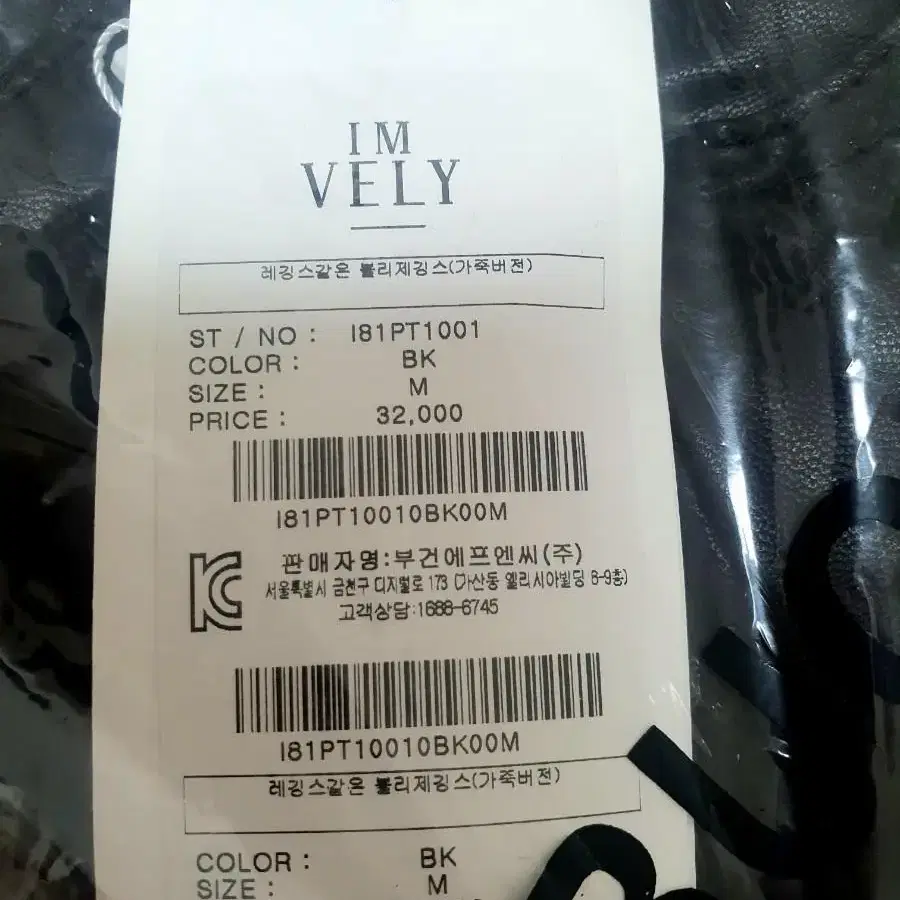 IM
VELY
레깅스같은 블리제깅스(가죽버전)
ST / NO : I81PT1001
COLOR : BK
SIZE : M
PRICE : 32,000
I81PT10010BK00M
판매자명:부건에프엔씨(주)
서울특별시 금천구 디지털로 173 (가산동 엘리시아빌딩 8-9층)
고객상담:1688-6745
I81PT10010BK00M
레깅스같은 블리제깅스(가죽버전)
COLOR : BK
SIZE : M